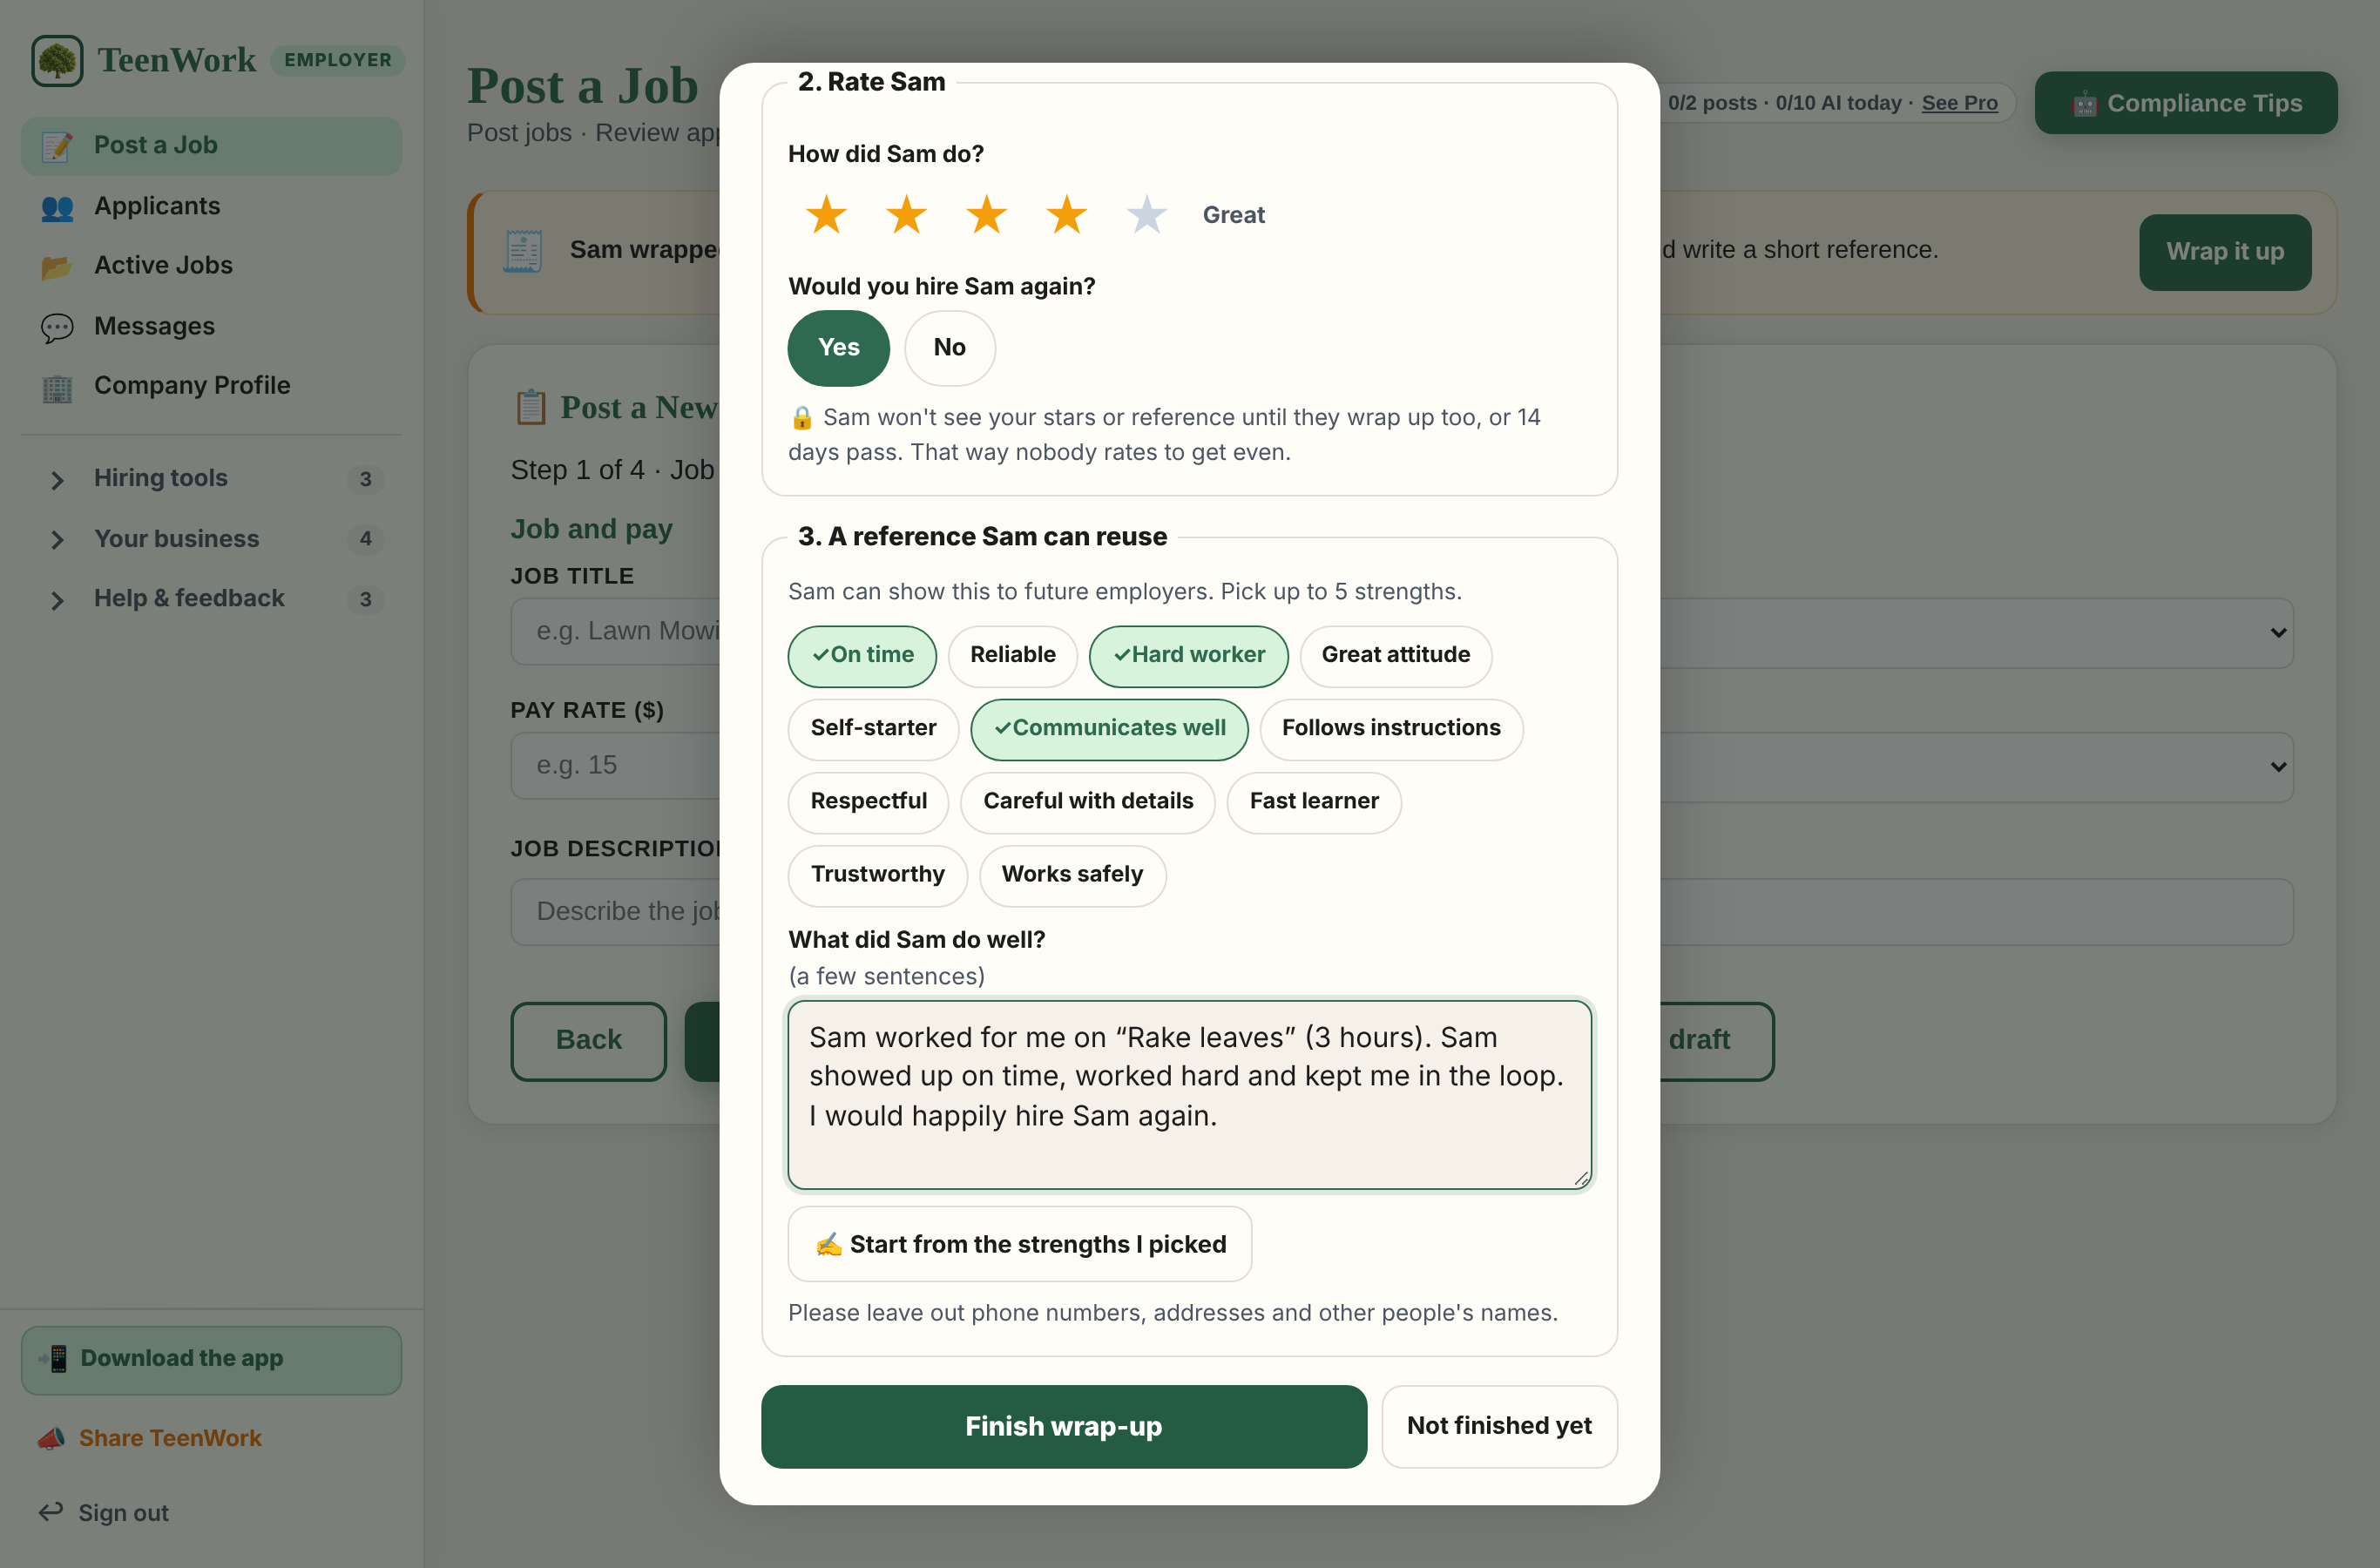 TeenWork EMPLOYER
Post a Job
Applicants
Active Jobs
Messages
Company Profile
Hiring tools 3
Your business 4
Help & feedback 3
Download the app
Share TeenWork
Sign out
Post a Job
Post jobs · Review app
0/2 posts · 0/10 AI today · See Pro
Compliance Tips
Sam wrappe
d write a short reference.
Wrap it up
Post a New
Step 1 of 4 · Job
Job and pay
JOB TITLE
e.g. Lawn Mowi
PAY RATE ($)
e.g. 15
JOB DESCRIPTIO
Describe the jo
Back
draft
2. Rate Sam
How did Sam do?
Great
Would you hire Sam again?
Yes No
Sam won't see your stars or reference until they wrap up too, or 14
days pass. That way nobody rates to get even.
3. A reference Sam can reuse
Sam can show this to future employers. Pick up to 5 strengths.
✓On time Reliable ✓Hard worker Great attitude
Self-starter ✓Communicates well Follows instructions
Respectful Careful with details Fast learner
Trustworthy Works safely
What did Sam do well?
(a few sentences)
Sam worked for me on “Rake leaves” (3 hours). Sam
showed up on time, worked hard and kept me in the loop.
I would happily hire Sam again.
Start from the strengths I picked
Please leave out phone numbers, addresses and other people's names.
Finish wrap-up Not finished yet